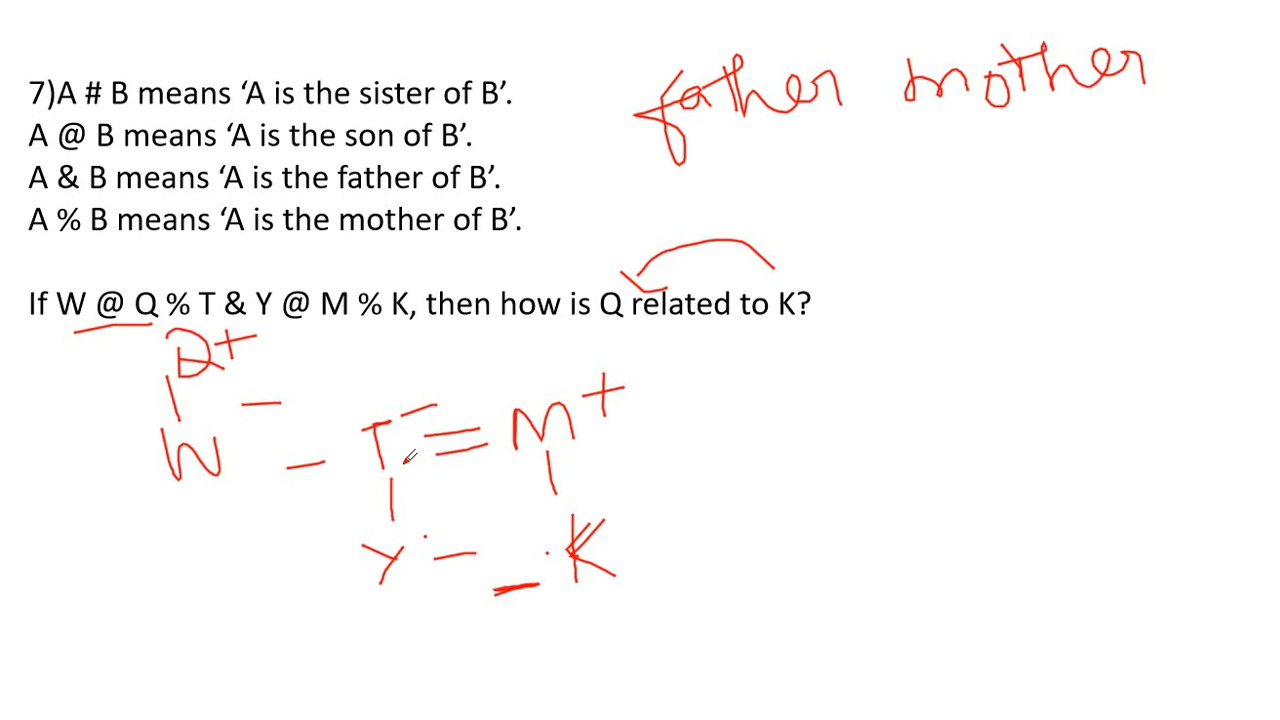 father mother
7)A # B means ‘A is the sister of B’.
A @ B means ‘A is the son of B’.
A & B means ‘A is the father of B’.
A % B means ‘A is the mother of B’.
If W @ Q % T & Y @ M % K, then how is Q related to K?
Q+
W – T– = M+
Y – K